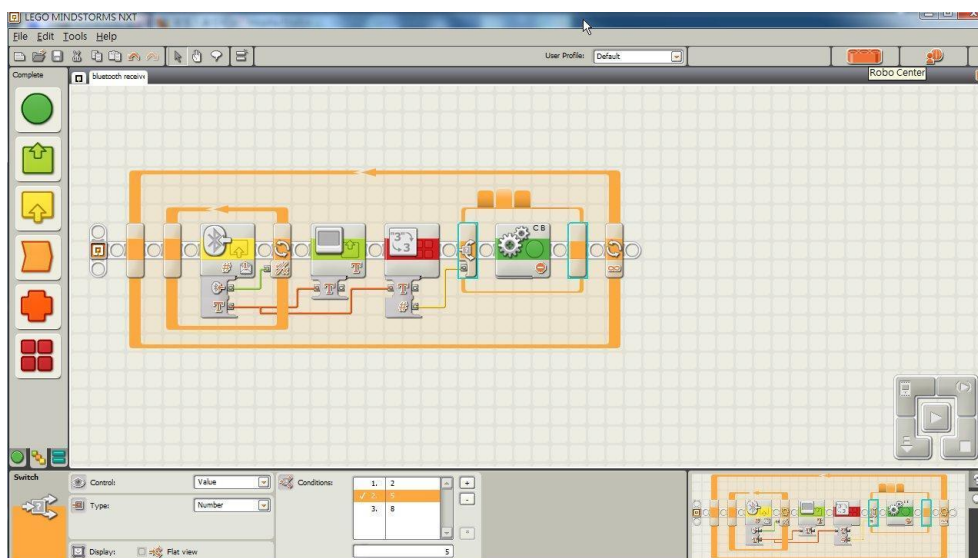 LEGO MINDSTORMS NXT
File Edit Tools Help
User Profile: Default
Complete
bluetooth receive
Robo Center
C B
#
T
T
T
T
T
#
Switch
Control: Value
Conditions:
1. 2
2. 5
3. 8
+
-
Type: Number
Display: Flat view
5